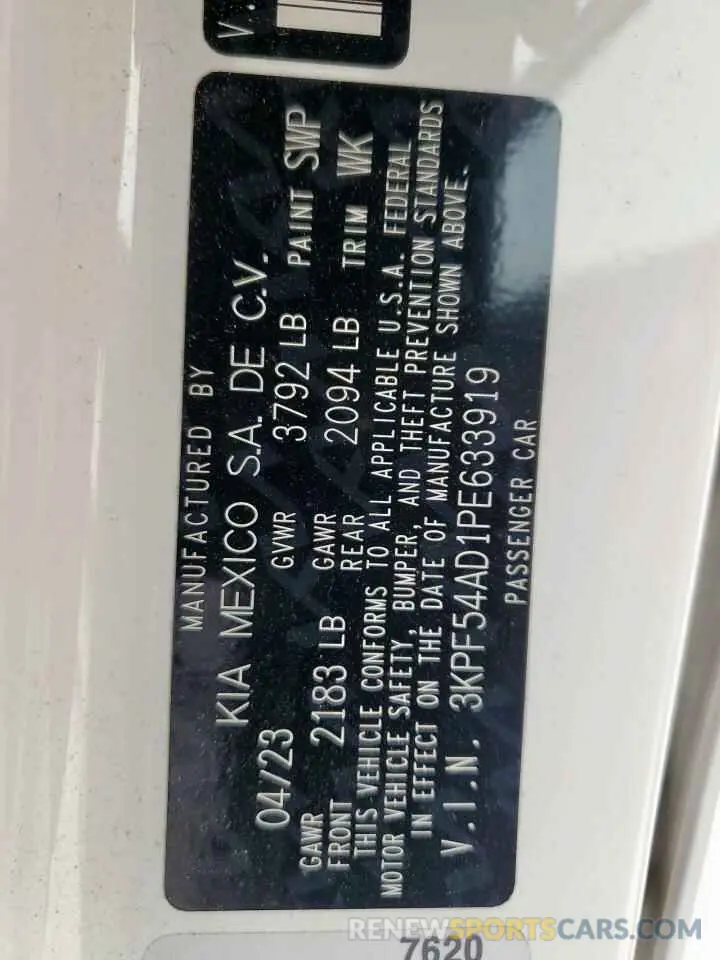 V.
MANUFACTURED BY
KIA MEXICO S.A. DE C.V.
04/23 GVWR 3792 LB PAINT SWP
GAWR FRONT 2183 LB GAWR REAR 2094 LB TRIM WK
THIS VEHICLE CONFORMS TO ALL APPLICABLE U.S.A. FEDERAL
MOTOR VEHICLE SAFETY, BUMPER, AND THEFT PREVENTION STANDARDS
IN EFFECT ON THE DATE OF MANUFACTURE SHOWN ABOVE.
V.I.N. 3KPF54AD1PE633919
PASSENGER CAR
7620
RENEWSPORTSCARS.COM